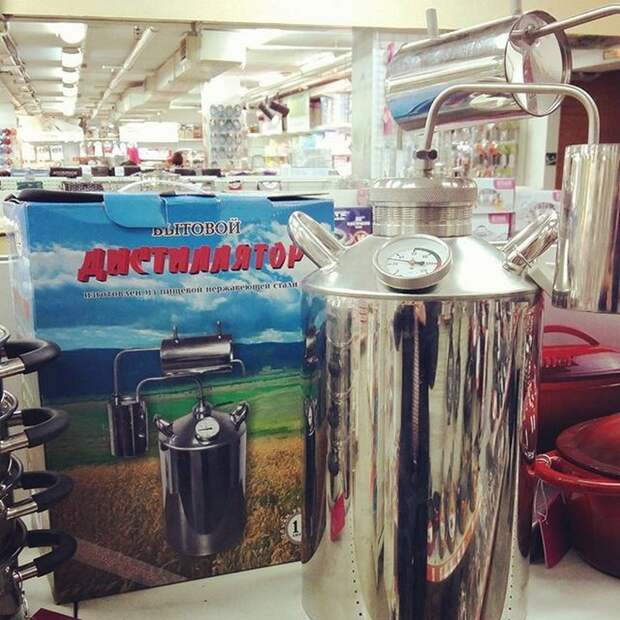 БЫТОВОЙ
ДИСТИЛЛЯТОР
изготовлен из пищевой нержавеющей стали